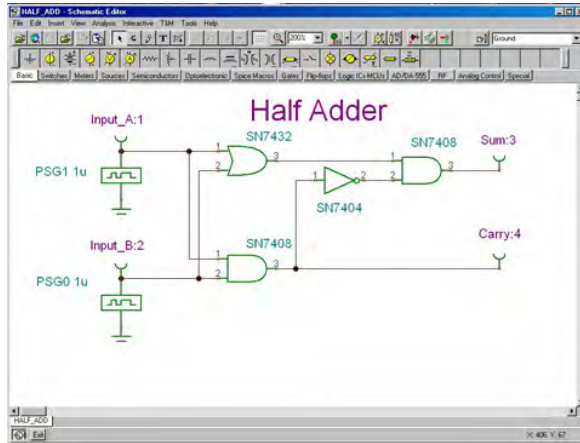 HALF_ADD - Schematic Editor
File Edit Insert View Analysis Interactive T&M Tools Help
200%
Ground
Basic Switches Meters Sources Semiconductors Optoelectronic Spice Macros Gates Flip-flops Logic ICs-MCUs AD/DA-555 RF Analog Control Special
Half Adder
Input_A:1
SN7432
SN7408
Sum:3
1
2
3
1
2
3
PSG1 1u
1
2
SN7404
Input_B:2
SN7408
Carry:4
1
2
3
PSG0 1u
HALF_ADD
Exit
X: 406 Y: 67